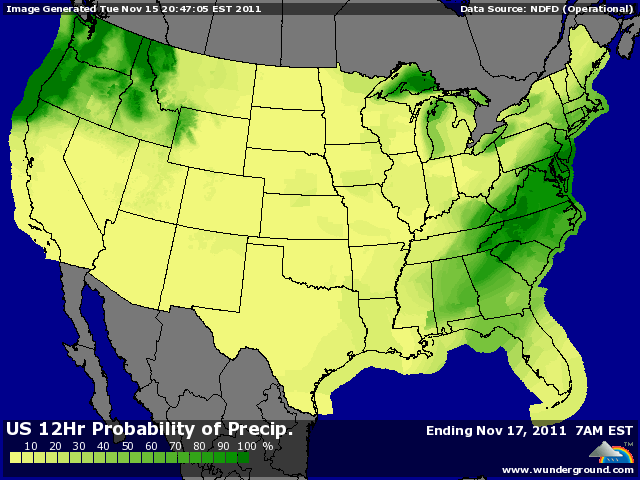 Image Generated Tue Nov 15 20:47:05 EST 2011
Data Source: NDFD (Operational)
US 12Hr Probability of Precip.
Ending Nov 17, 2011 7AM EST
10 20 30 40 50 60 70 80 90 100 %
TM
www.wunderground.com